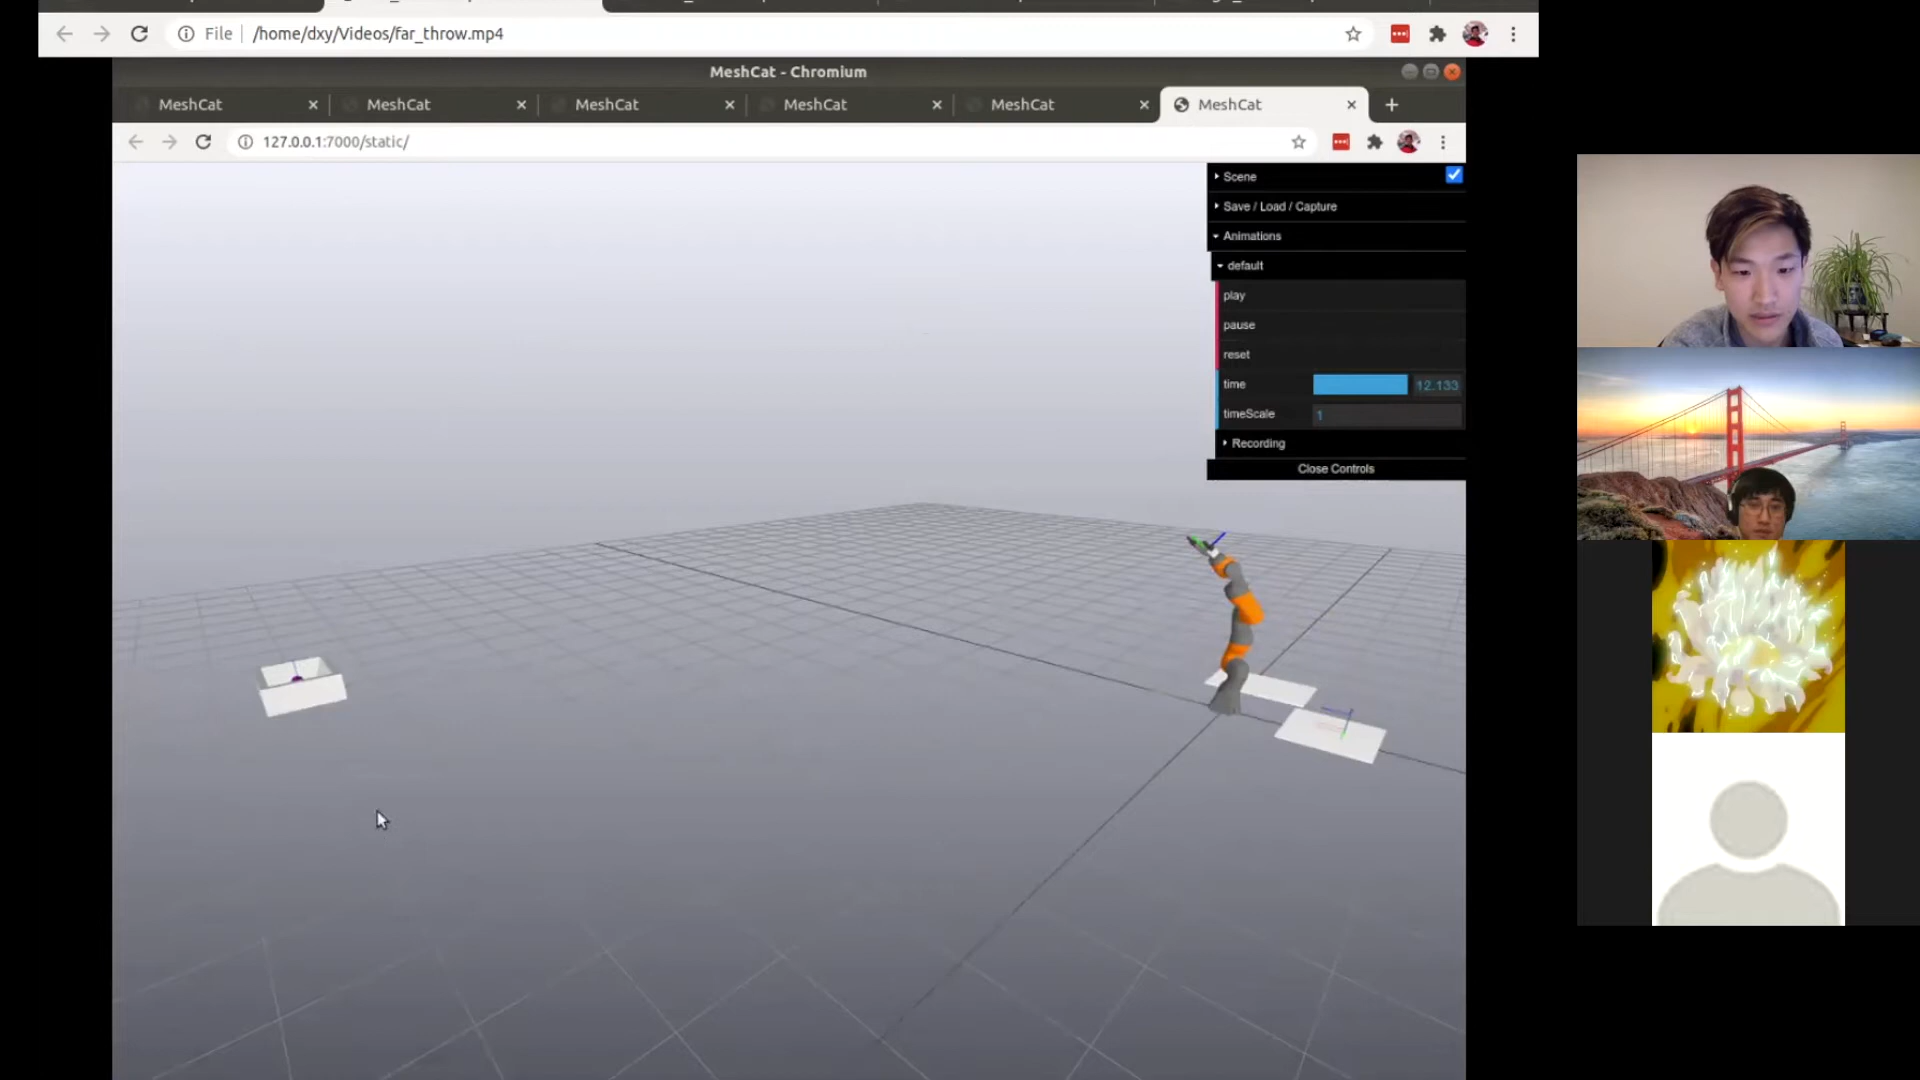 File
/home/dxy/Videos/far_throw.mp4
MeshCat - Chromium
MeshCat
MeshCat
MeshCat
MeshCat
MeshCat
MeshCat
127.0.0.1:7000/static/
Scene
Save / Load / Capture
Animations
default
play
pause
reset
time 12.133
timeScale 1
Recording
Close Controls